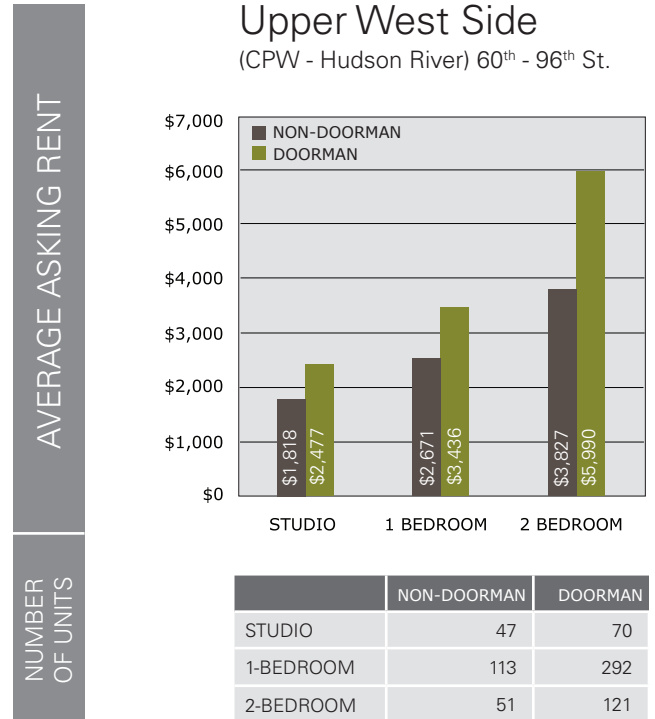 Upper West Side
(CPW - Hudson River) 60th - 96th St.
AVERAGE ASKING RENT
$7,000
$6,000
$5,000
$4,000
$3,000
$2,000
$1,000
$0
NON-DOORMAN
DOORMAN
$1,818
$2,477
$2,671
$3,436
$3,827
$5,990
STUDIO 1 BEDROOM 2 BEDROOM
NUMBER
OF UNITS
NON-DOORMAN DOORMAN
STUDIO 47 70
1-BEDROOM 113 292
2-BEDROOM 51 121